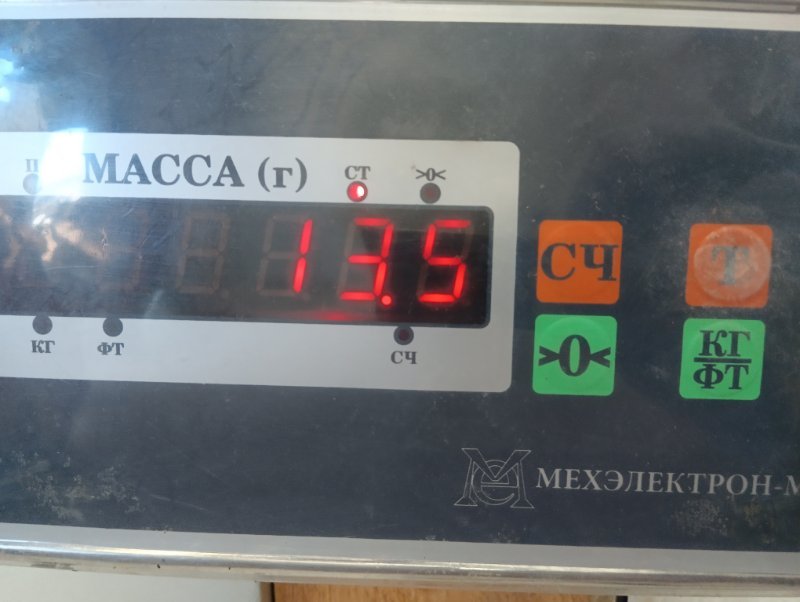 П МАССА (г) СТ >0<
13.5
КГ ФТ СЧ
СЧ Т
>0< КГ
ФТ
МЕХЭЛЕКТРОН-М